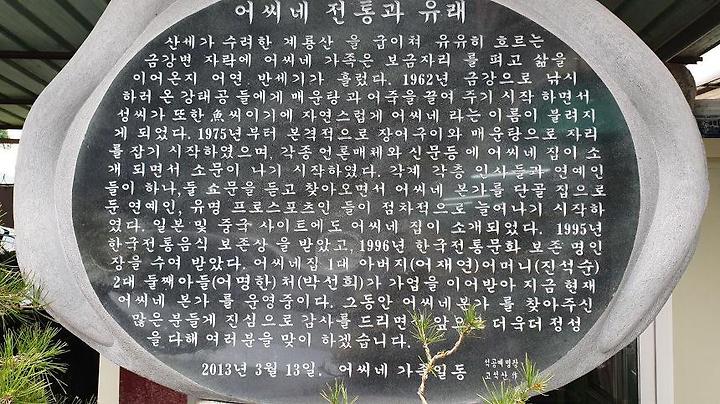 어씨네 전통과 유래
산세가 수려한 계룡산 을 굽이쳐 유유히 흐르는
금강변 자락에 어씨네 가족은 보금자리 를 펴고 삶을
이어온지 어연 반세기가 흘렀다. 1962년 금강으로 낚시
하러 온 강태공 들에게 매운탕과 어죽을 끓여 주기 시작 하면서
성씨가 또한 魚씨이기에 자연스럽게 어씨네 라는 이름이 불려지
게 되었다. 1975년부터 본격적으로 장어구이와 매운탕으로 자리
를 잡기 시작하였으며, 각종 언론매체와 신문등에 어씨네 집이 소
개 되면서 소문이 나기 시작하였다. 각계 각층 인사들과 연예인
들이 하나,둘 소문을 듣고 찾아오면서 어씨네 본가를 단골 집으로
둔 연예인, 유명 프로스포츠인 들이 점차적으로 늘어나기 시작하
였다. 일본 및 중국 사이트에도 어씨네 집이 소개되었다. 1995년
한국전통음식 보존상 을 받았고, 1996년 한국전통문화 보존 명인
장을 수여 받았다. 어씨네집 1대 아버지(어재연)어머니(진석순)
2대 둘째아들(어명한)처(박선희)가 가업을 이어받아 지금 현재
어씨네 본가 를 운영중이다. 그동안 어씨네본가 를 찾아주신
많은 분들게 진심으로 감사를 드리면 앞으 더욱더 정성
을 다해 여러분을 맞이 하겠습니다.
2013년 3월 13일. 어씨네 가족일동
석공예명장
고석산 作